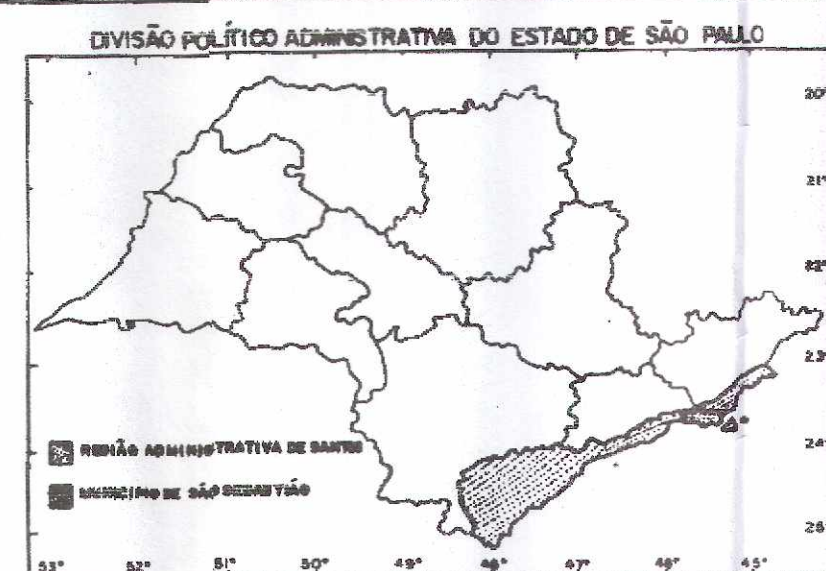 DIVISÃO POLÍTICO ADMINISTRATIVA DO ESTADO DE SÃO PAULO
20°
21°
22°
23°
24°
25°
REGIÃO ADMINISTRATIVA DE SANTOS
MUNICÍPIO DE SÃO SEBASTIÃO
53° 52° 51° 50° 49° 48° 47° 46° 45°